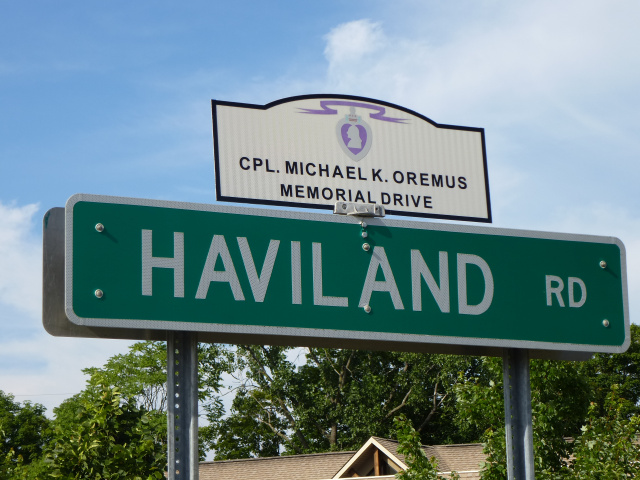 CPL. MICHAEL K. OREMUS
MEMORIAL DRIVE
HAVILAND RD